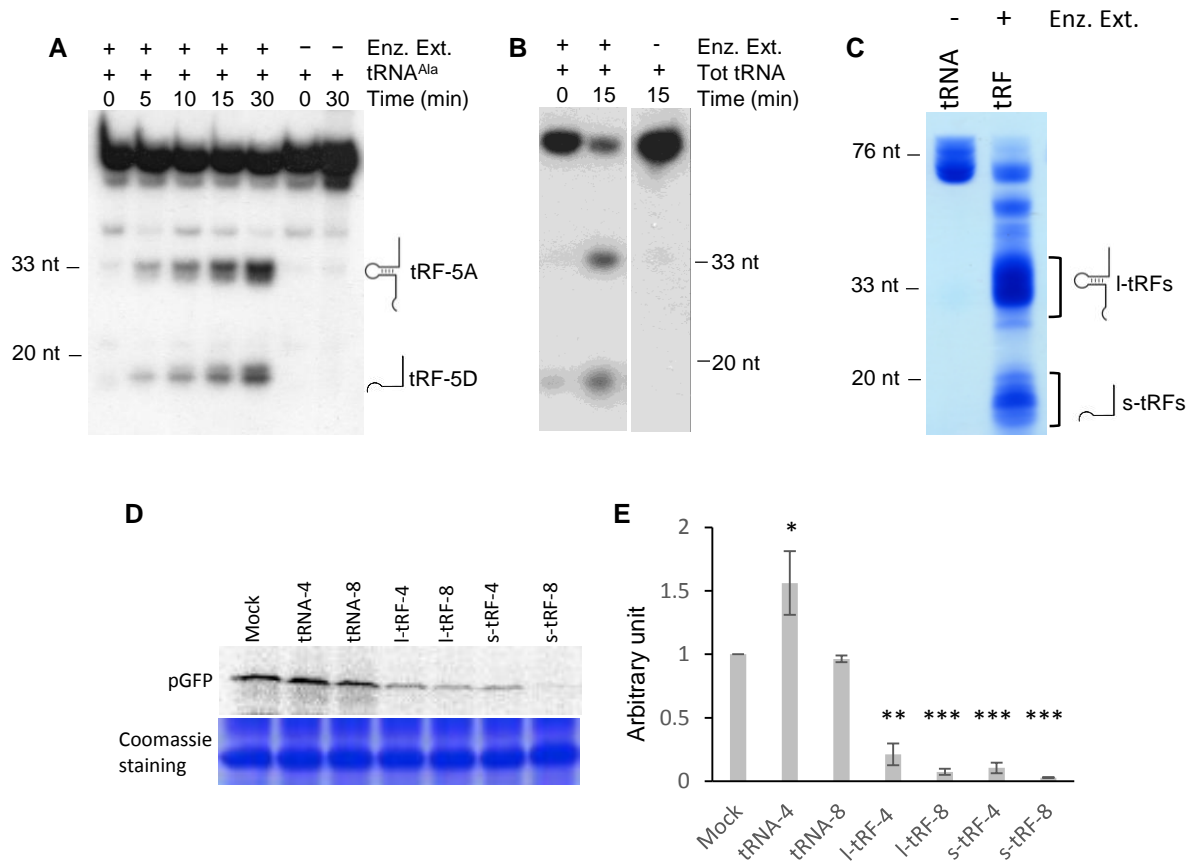 - + Enz. Ext.
A
+ + + + + – – Enz. Ext.
+ + + + + + + tRNA^Ala
0 5 10 15 30 0 30 Time (min)
33 nt
tRF-5A
20 nt
tRF-5D
B
+ + - Enz. Ext.
+ + + Tot tRNA
0 15 15 Time (min)
33 nt
20 nt
C
tRNA
tRF
76 nt
33 nt
l-tRFs
20 nt
s-tRFs
D
Mock
tRNA-4
tRNA-8
l-tRF-4
l-tRF-8
s-tRF-4
s-tRF-8
pGFP
Coomassie
staining
E
Arbitrary unit
2
1.5
1
0.5
0
*
** *** *** ***
Mock
tRNA-4
tRNA-8
l-tRF-4
l-tRF-8
s-tRF-4
s-tRF-8